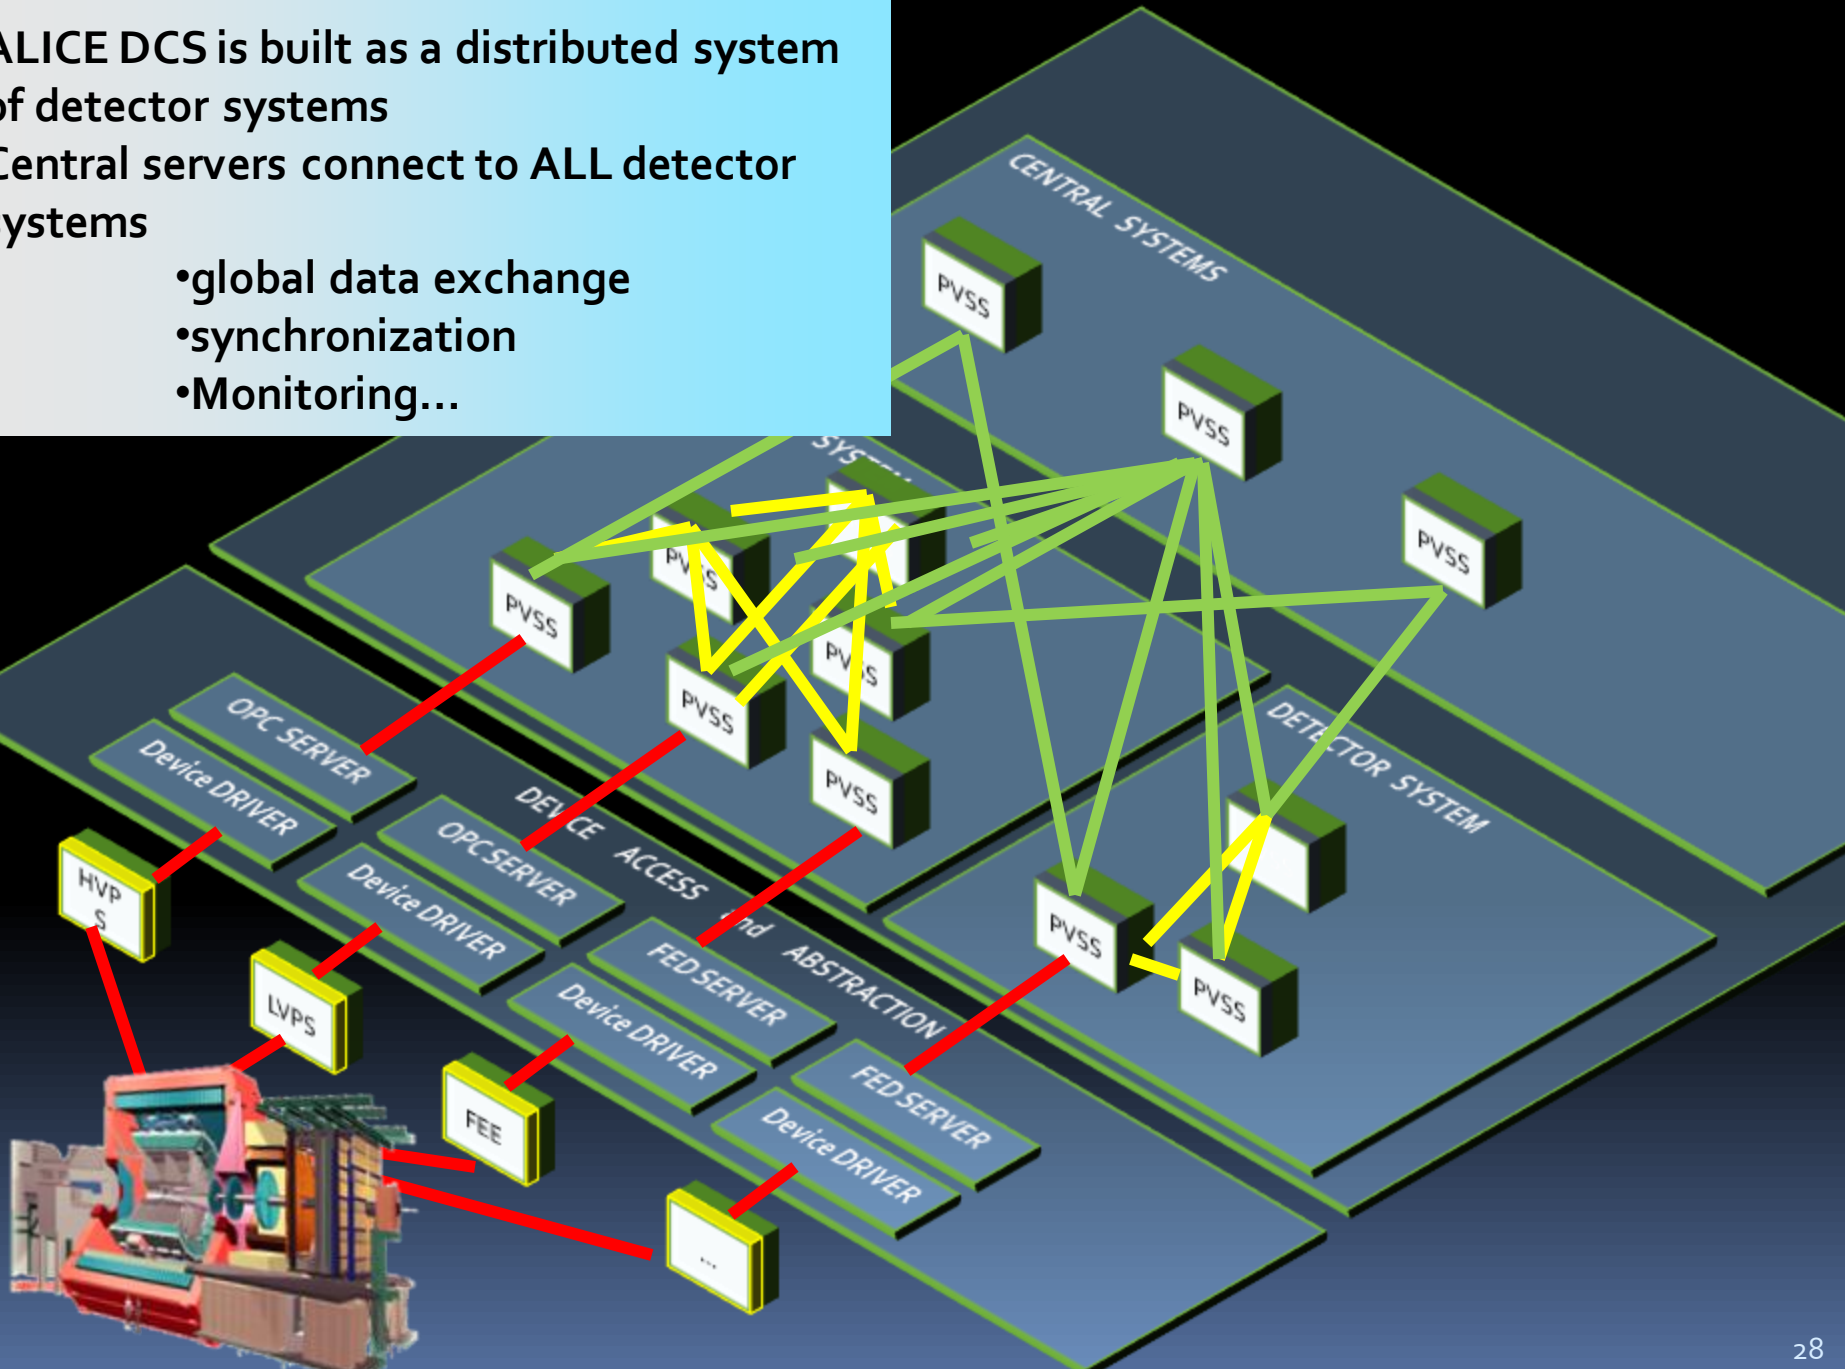 ALICE DCS is built as a distributed system
of detector systems
Central servers connect to ALL detector
systems
•global data exchange
•synchronization
•Monitoring...
CENTRAL SYSTEMS
PVSS
PVSS
PVSS
PVSS
PVSS
PVSS
PVSS
PVSS
DETECTOR SYSTEM
PVSS
PVSS
OPC SERVER
Device DRIVER
OPC SERVER
Device DRIVER
FED SERVER
Device DRIVER
FED SERVER
Device DRIVER
DEVICE ACCESS and ABSTRACTION
HVP
S
LVPS
FEE
...
28